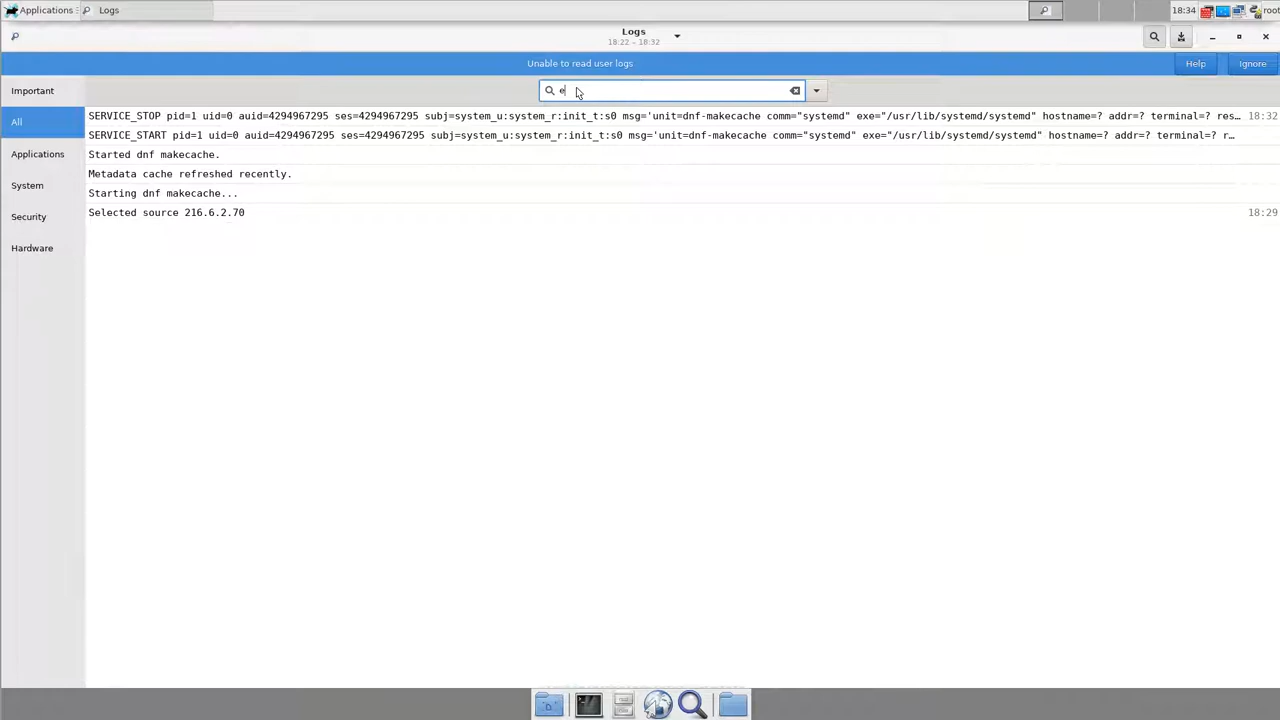 Applications
Logs
18:34
root
Logs
18:22 – 18:32
Unable to read user logs
Help
Ignore
Important
e
All
SERVICE_STOP pid=1 uid=0 auid=4294967295 ses=4294967295 subj=system_u:system_r:init_t:s0 msg='unit=dnf-makecache comm="systemd" exe="/usr/lib/systemd/systemd" hostname=? addr=? terminal=? res… 18:32
SERVICE_START pid=1 uid=0 auid=4294967295 ses=4294967295 subj=system_u:system_r:init_t:s0 msg='unit=dnf-makecache comm="systemd" exe="/usr/lib/systemd/systemd" hostname=? addr=? terminal=? r…
Applications
Started dnf makecache.
Metadata cache refreshed recently.
System
Starting dnf makecache...
Selected source 216.6.2.70 18:29
Security
Hardware